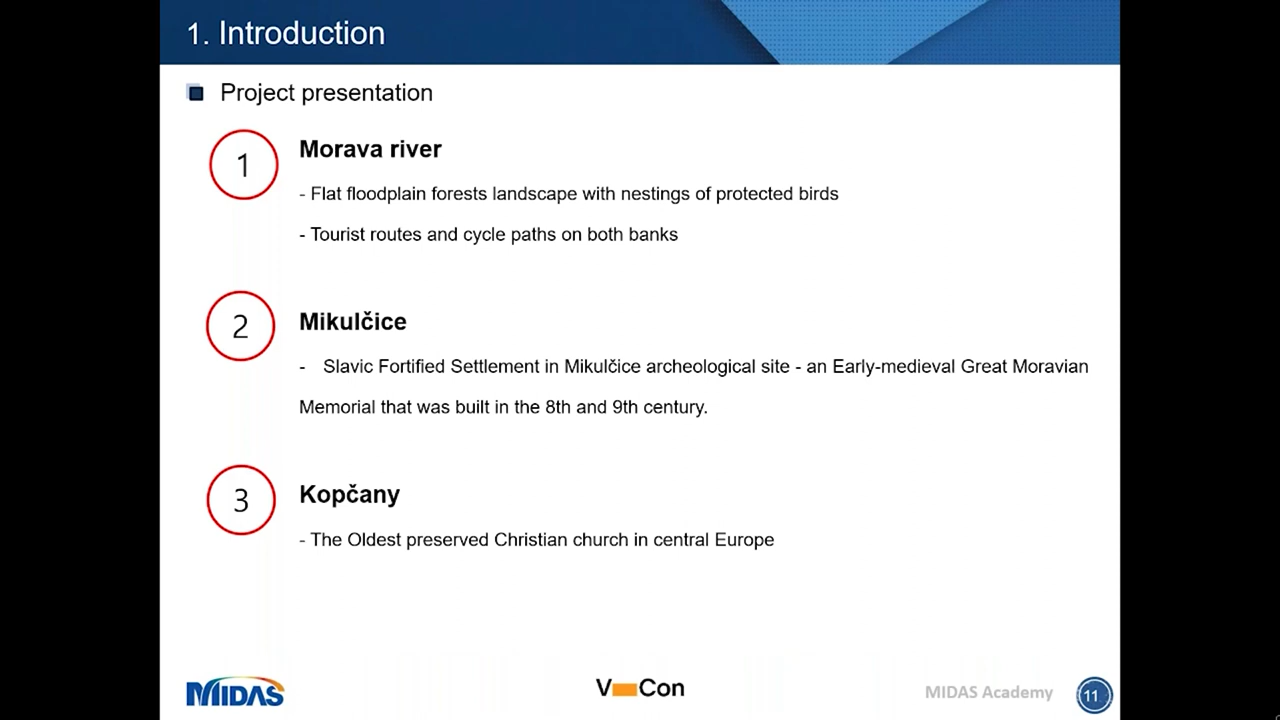 1. Introduction
Project presentation
1
Morava river
- Flat floodplain forests landscape with nestings of protected birds
- Tourist routes and cycle paths on both banks
2
Mikulčice
- Slavic Fortified Settlement in Mikulčice archeological site - an Early-medieval Great Moravian
Memorial that was built in the 8th and 9th century.
3
Kopčany
- The Oldest preserved Christian church in central Europe
MIDAS
V Con
MIDAS Academy
11